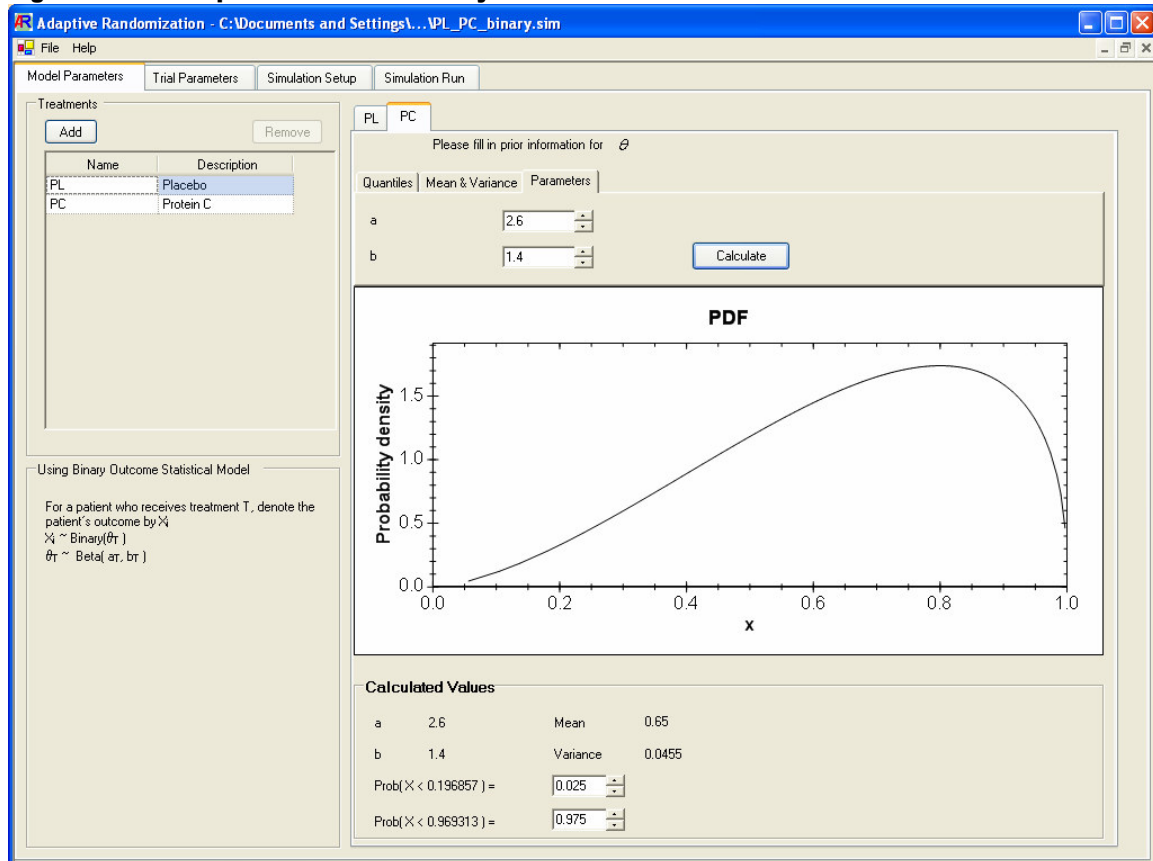 Adaptive Randomization - C:\Documents and Settings\...\PL_PC_binary.sim
File Help
Model Parameters Trial Parameters Simulation Setup Simulation Run
Treatments
Add Remove
Name Description
PL Placebo
PC Protein C
PL PC
Please fill in prior information for θ
Quantiles Mean & Variance Parameters
a 2.6
b 1.4 Calculate
PDF
Probability density
1.5
1.0
0.5
0.0
0.0 0.2 0.4 0.6 0.8 1.0
x
Using Binary Outcome Statistical Model
For a patient who receives treatment T, denote the
patient's outcome by Xi
Xi ~ Binary(θT )
θT ~ Beta( aT, bT )
Calculated Values
a 2.6 Mean 0.65
b 1.4 Variance 0.0455
Prob(X < 0.196857 ) = 0.025
Prob(X < 0.969313 ) = 0.975